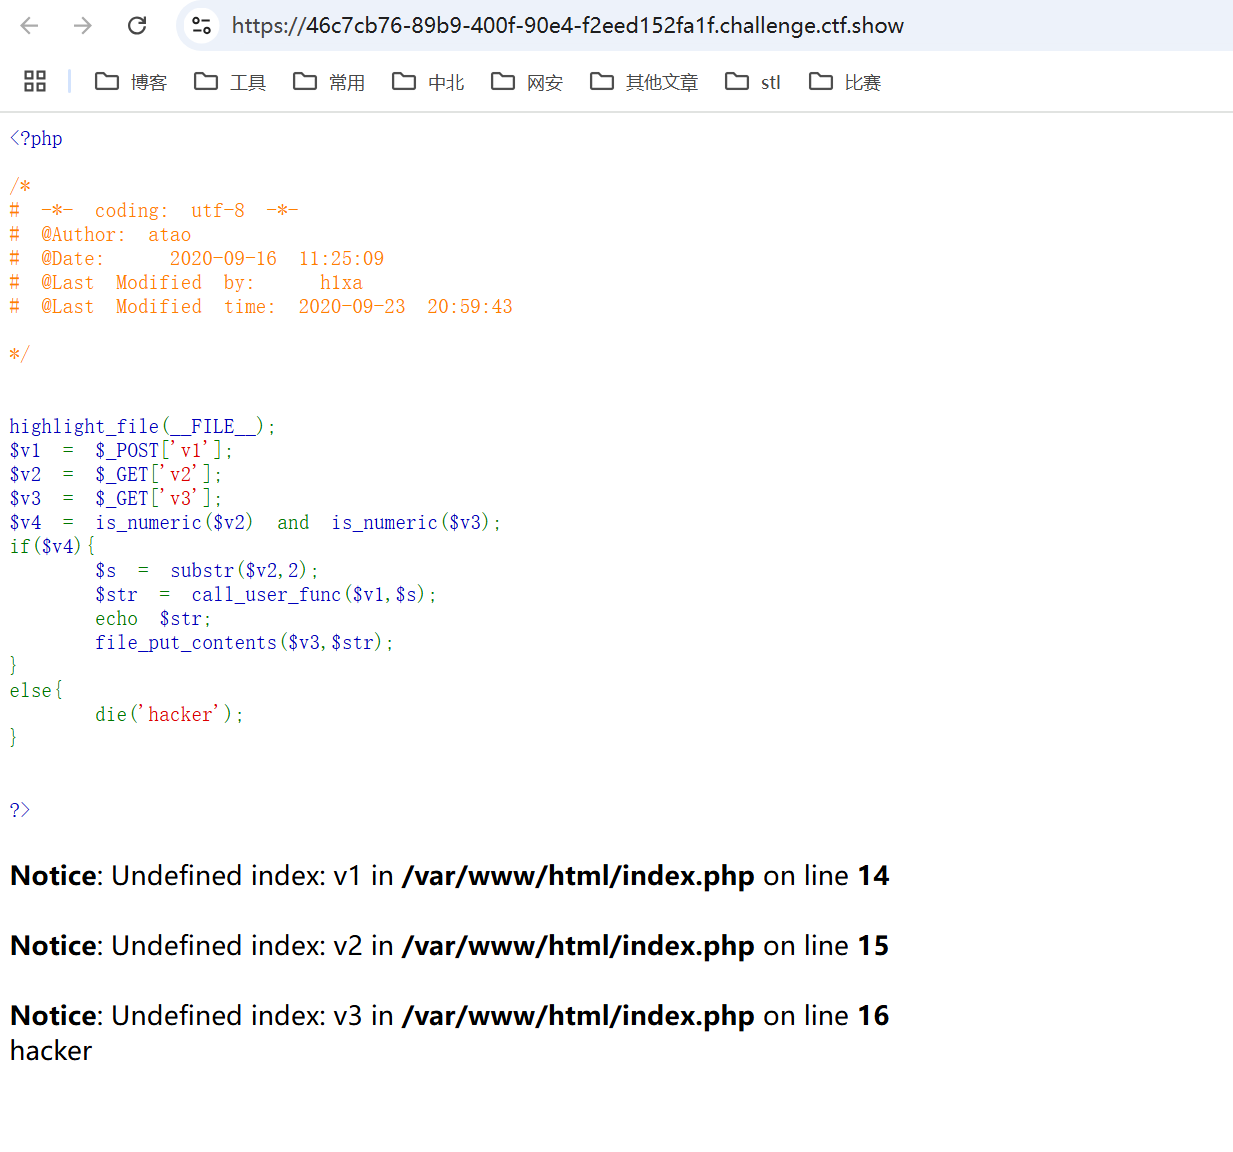 https://46c7cb76-89b9-400f-90e4-f2eed152fa1f.challenge.ctf.show
博客 工具 常用 中北 网安 其他文章 stl 比赛
<?php
/*
# -*- coding: utf-8 -*-
# @Author: atao
# @Date:   2020-09-16 11:25:09
# @Last Modified by:   h1xa
# @Last Modified time: 2020-09-23 20:59:43
*/
highlight_file(__FILE__);
$v1 = $_POST['v1'];
$v2 = $_GET['v2'];
$v3 = $_GET['v3'];
$v4 = is_numeric($v2) and is_numeric($v3);
if($v4){
    $s = substr($v2,2);
    $str = call_user_func($v1,$s);
    echo $str;
    file_put_contents($v3,$str);
}
else{
    die('hacker');
}
?>
Notice: Undefined index: v1 in /var/www/html/index.php on line 14
Notice: Undefined index: v2 in /var/www/html/index.php on line 15
Notice: Undefined index: v3 in /var/www/html/index.php on line 16
hacker